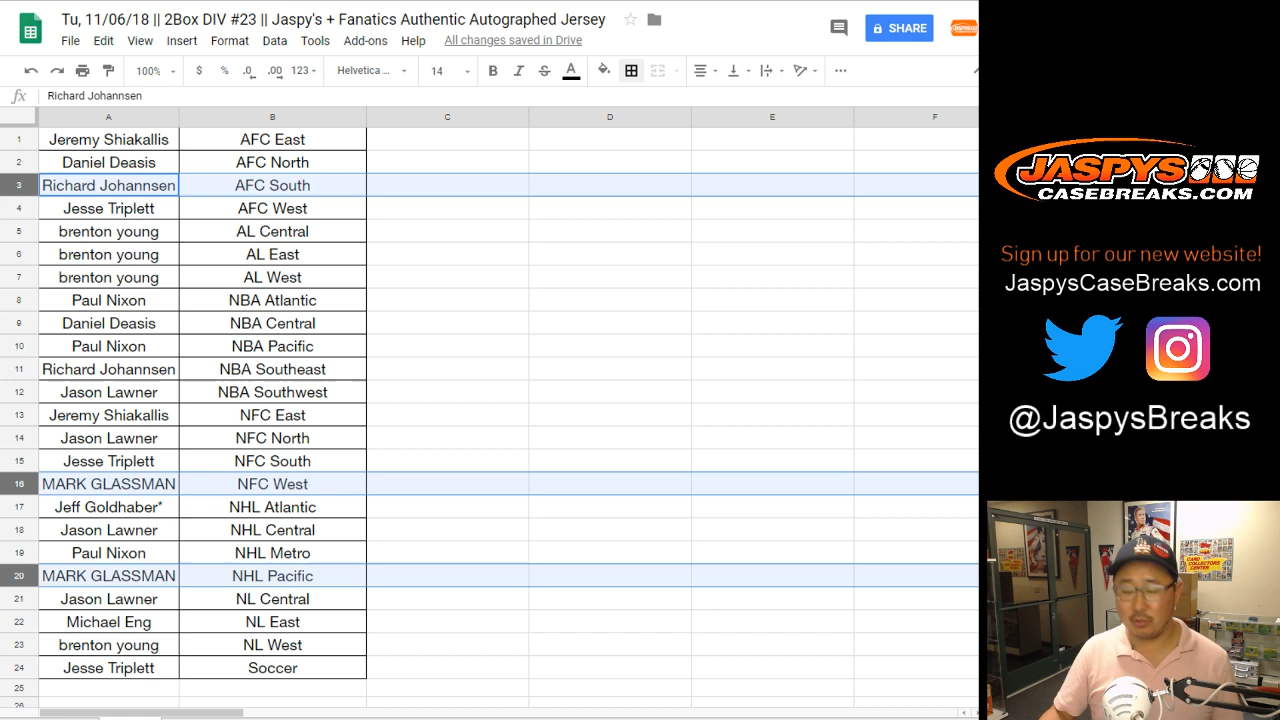 Tu, 11/06/18 || 2Box DIV #23 || Jaspy's + Fanatics Authentic Autographed Jersey
File Edit View Insert Format Data Tools Add-ons Help All changes saved in Drive
SHARE
100% $ % .0 .00 123 Helvetica ... 14 B I S A
fx Richard Johannsen
A B C D E F
1 Jeremy Shiakallis AFC East
2 Daniel Deasis AFC North
3 Richard Johannsen AFC South
4 Jesse Triplett AFC West
5 brenton young AL Central
6 brenton young AL East
7 brenton young AL West
8 Paul Nixon NBA Atlantic
9 Daniel Deasis NBA Central
10 Paul Nixon NBA Pacific
11 Richard Johannsen NBA Southeast
12 Jason Lawner NBA Southwest
13 Jeremy Shiakallis NFC East
14 Jason Lawner NFC North
15 Jesse Triplett NFC South
16 MARK GLASSMAN NFC West
17 Jeff Goldhaber* NHL Atlantic
18 Jason Lawner NHL Central
19 Paul Nixon NHL Metro
20 MARK GLASSMAN NHL Pacific
21 Jason Lawner NL Central
22 Michael Eng NL East
23 brenton young NL West
24 Jesse Triplett Soccer
25
26
JASPYS
CASEBREAKS.COM
Sign up for our new website!
JaspysCaseBreaks.com
@JaspysBreaks
CARD
COLLECTORS
CENTER